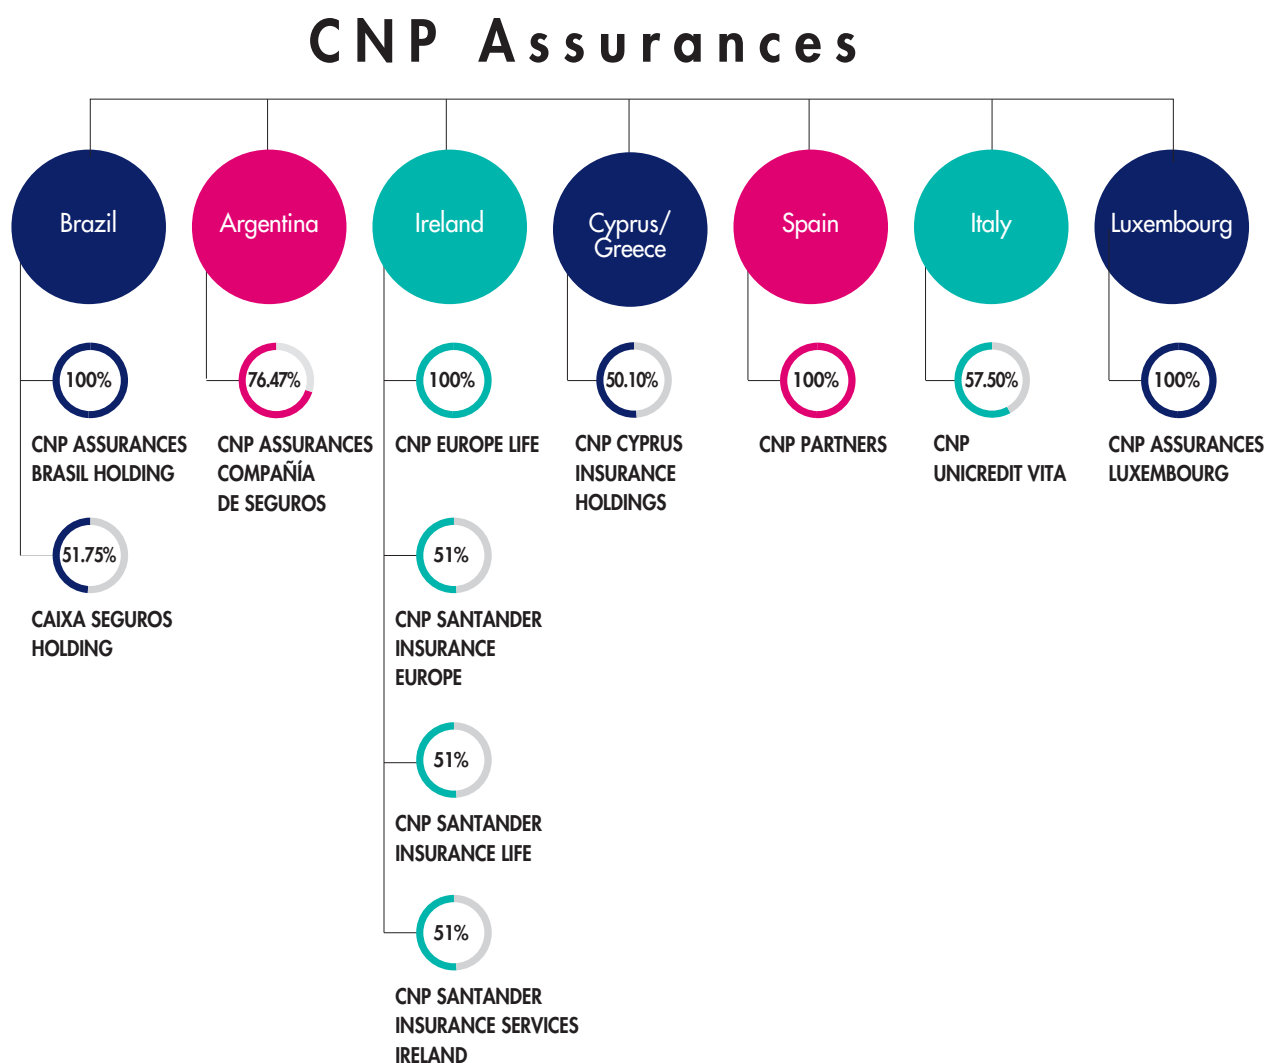 CNP Assurances
Brazil
Argentina
Ireland
Cyprus/
Greece
Spain
Italy
Luxembourg
100%
CNP ASSURANCES
BRASIL HOLDING
51.75%
CAIXA SEGUROS
HOLDING
76.47%
CNP ASSURANCES
COMPAÑÍA
DE SEGUROS
100%
CNP EUROPE LIFE
51%
CNP SANTANDER
INSURANCE
EUROPE
51%
CNP SANTANDER
INSURANCE LIFE
51%
CNP SANTANDER
INSURANCE SERVICES
IRELAND
50.10%
CNP CYPRUS
INSURANCE
HOLDINGS
100%
CNP PARTNERS
57.50%
CNP
UNICREDIT VITA
100%
CNP ASSURANCES
LUXEMBOURG